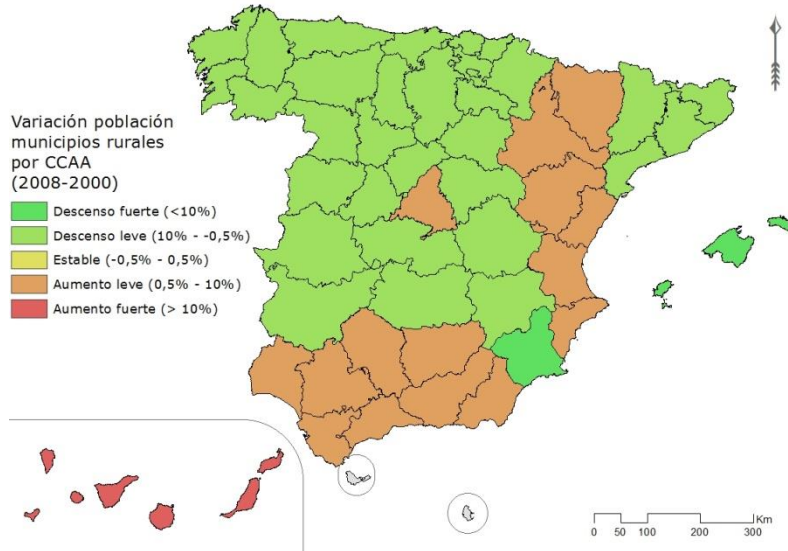 Variación población
municipios rurales
por CCAA
(2008-2000)
Descenso fuerte (<10%)
Descenso leve (10% - -0,5%)
Estable (-0,5% - 0,5%)
Aumento leve (0,5% - 10%)
Aumento fuerte (> 10%)
Km
0 50 100 200 300